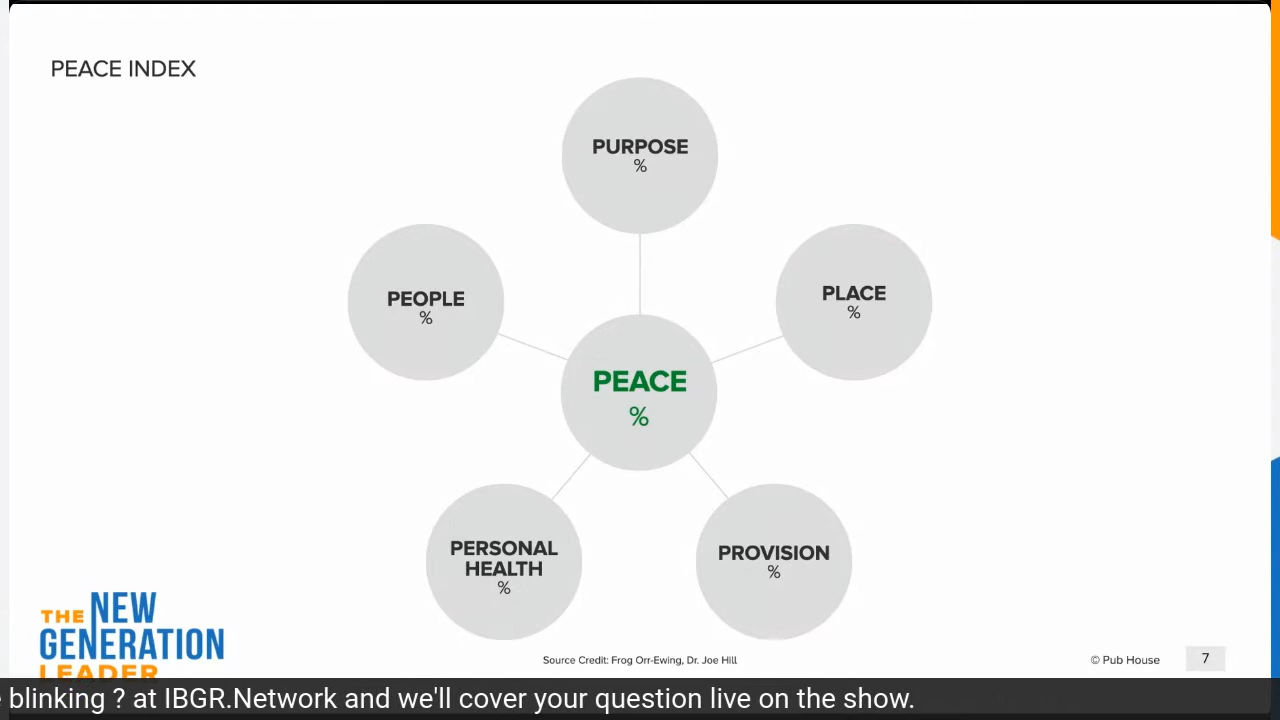 PEACE INDEX
PURPOSE
%
PEOPLE
%
PLACE
%
PEACE
%
PERSONAL
HEALTH
%
PROVISION
%
THE NEW
GENERATION
LEADER
Source Credit: Frog Orr-Ewing, Dr. Joe Hill
© Pub House
7
blinking ? at IBGR.Network and we'll cover your question live on the show.